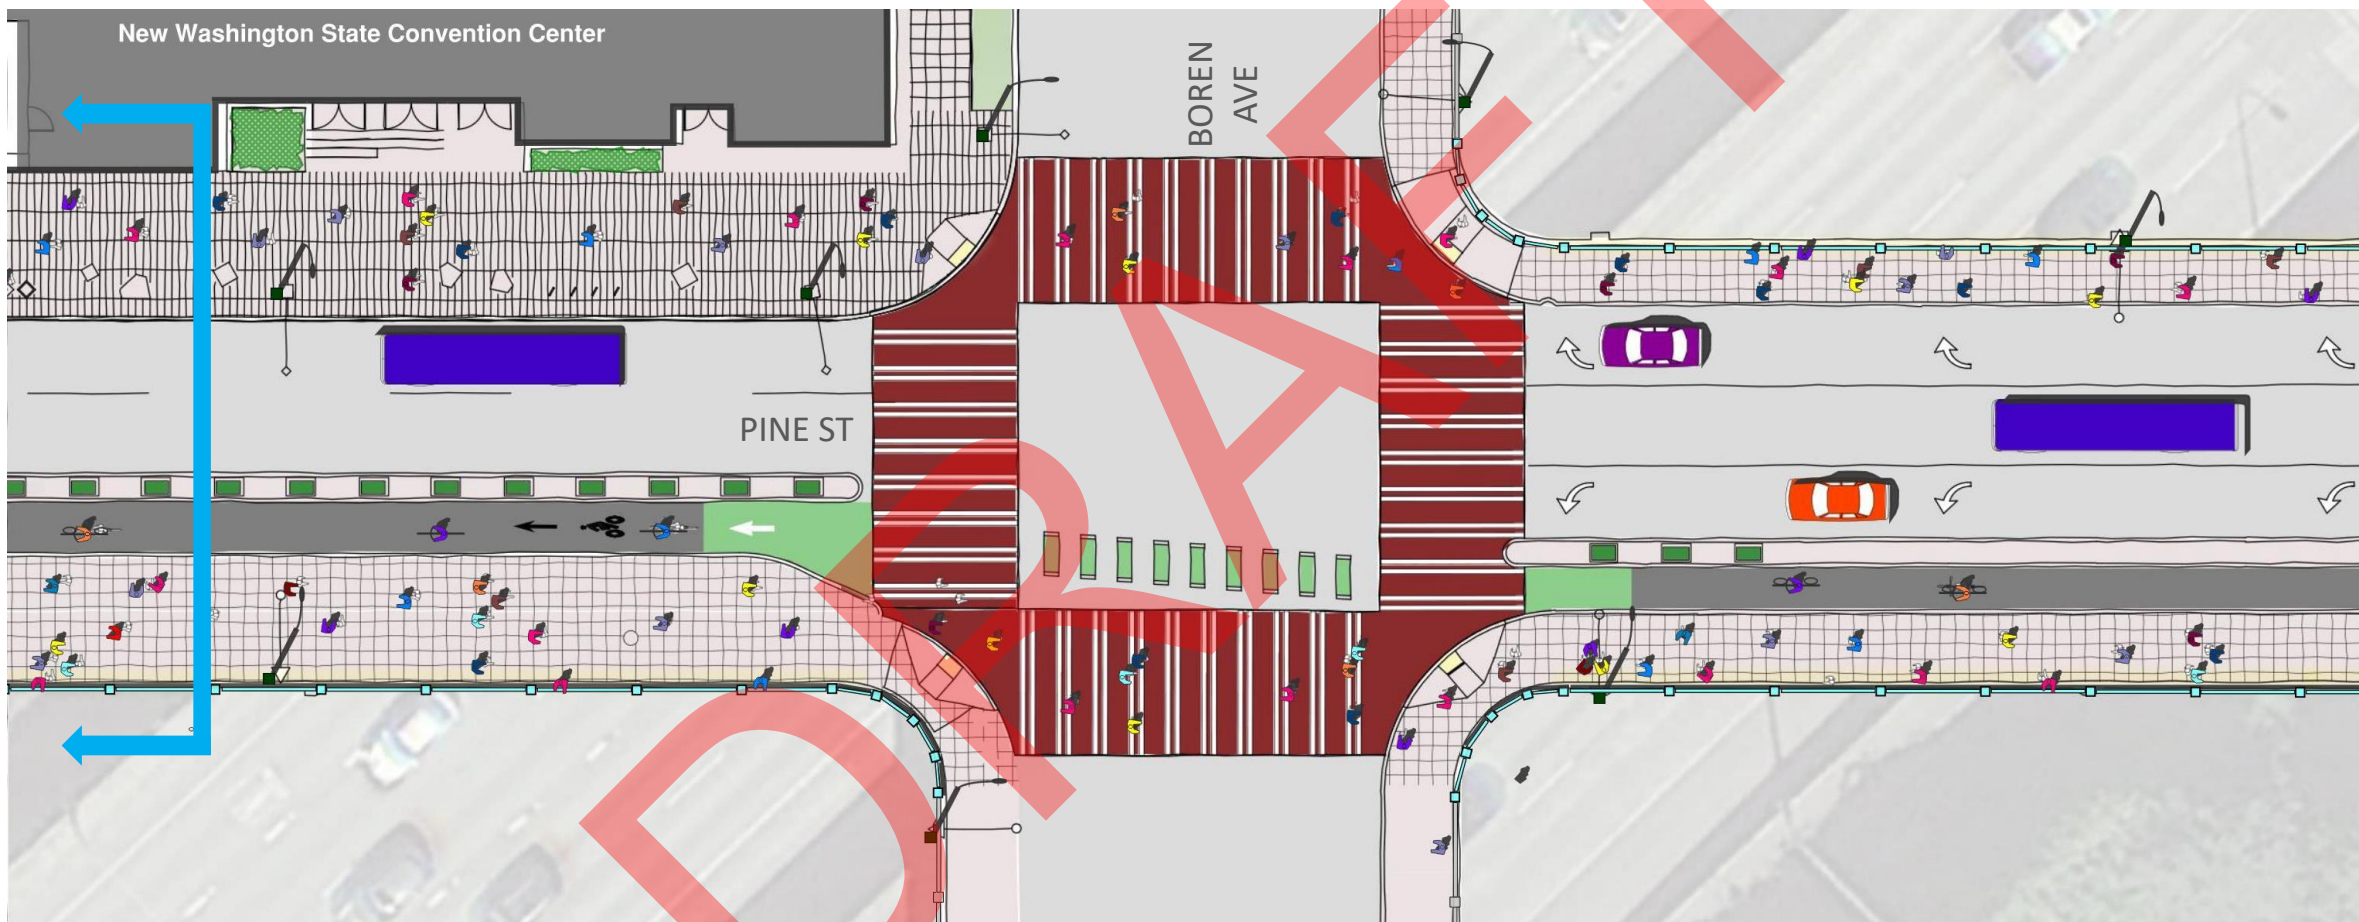 New Washington State Convention Center
BOREN
AVE
PINE ST
DRAFT